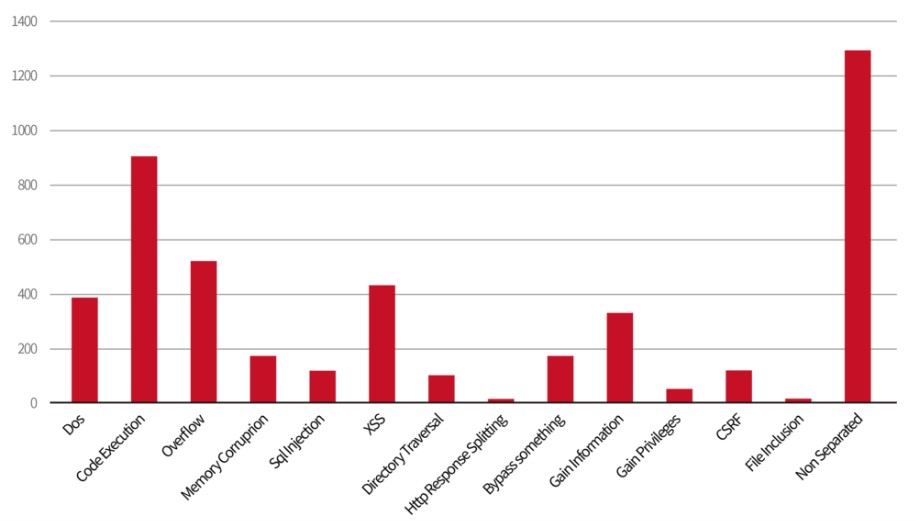 1400
1200
1000
800
600
400
200
0
Dos
Code Execution
Overflow
Memory Corruprion
Sql Injection
XSS
Directory Traversal
Http Response Splitting
Bypass something
Gain Information
Gain Privileges
CSRF
File Inclusion
Non Separated